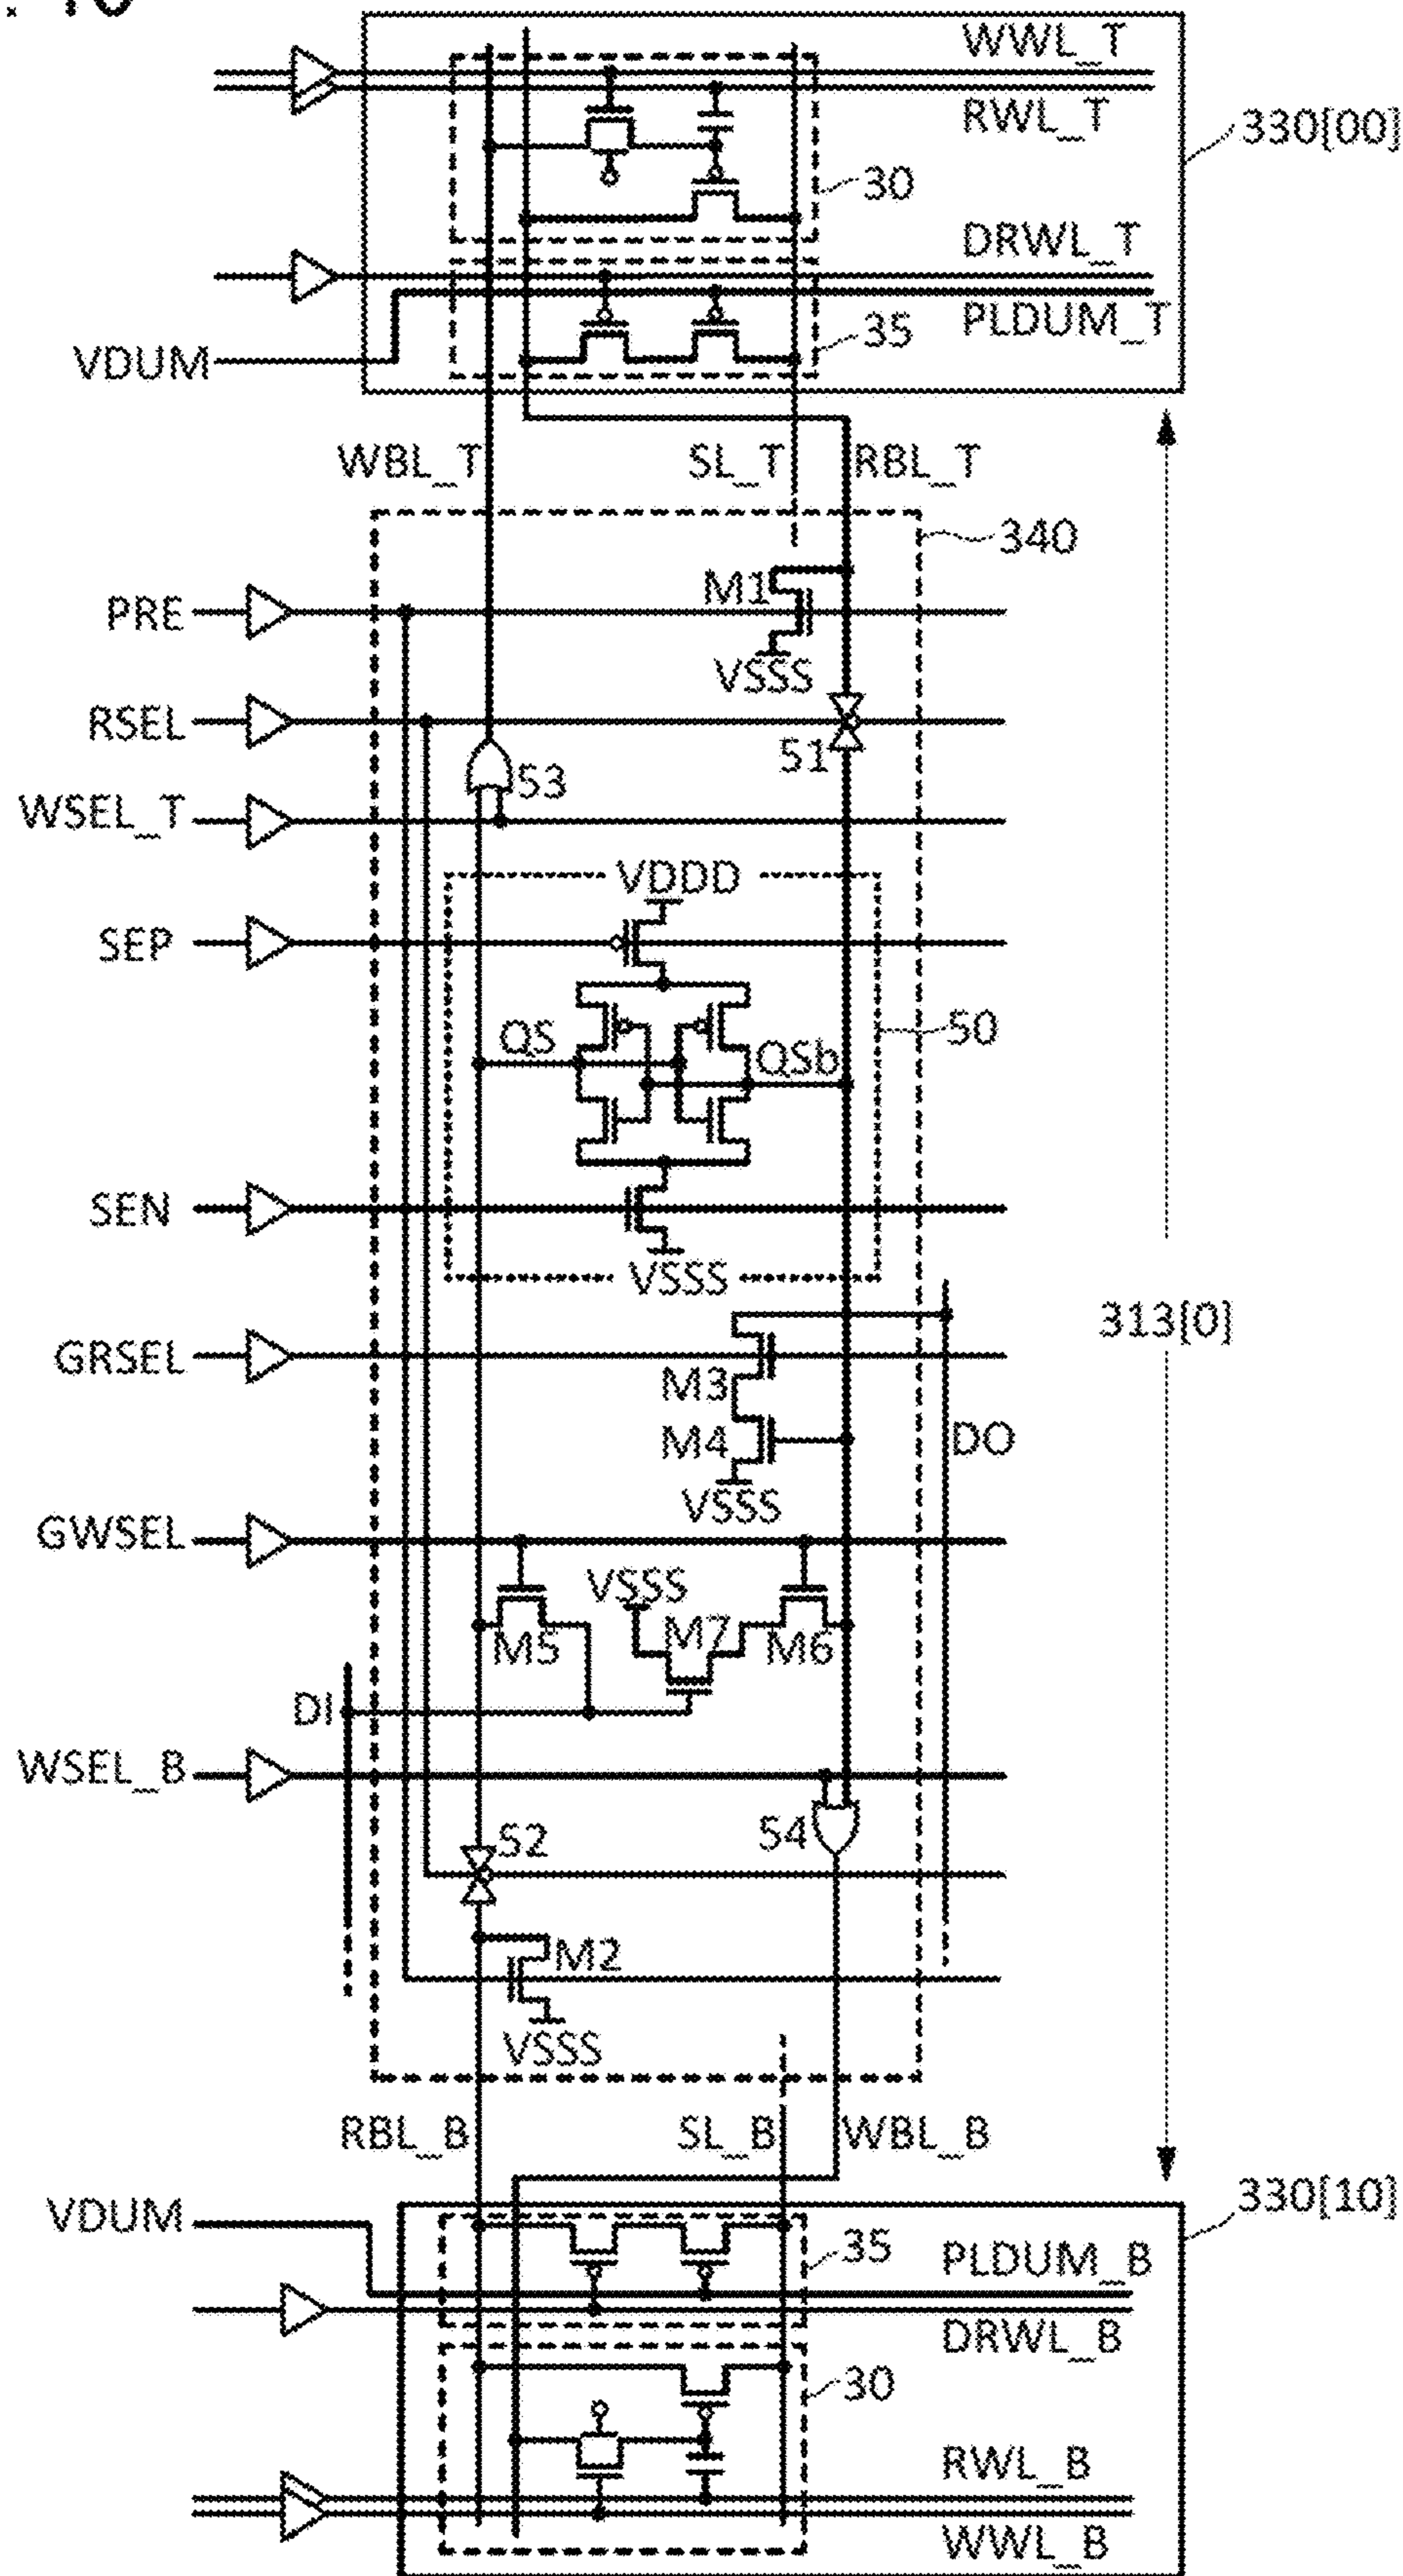 WWL_T
RWL_T
330[00]
30
DRWL_T
PLDUM_T
35
VDUM
WBL_T
SL_T
RBL_T
340
M1
PRE
VSSS
RSEL
51
53
WSEL_T
VDDD
SEP
50
QS
QSb
SEN
VSSS
313[0]
GRSEL
M3
M4
DO
VSSS
GWSEL
VSSS
M5
M7
M6
DI
WSEL_B
54
52
M2
VSSS
RBL_B
SL_B
WBL_B
330[10]
VDUM
35
PLDUM_B
DRWL_B
30
RWL_B
WWL_B